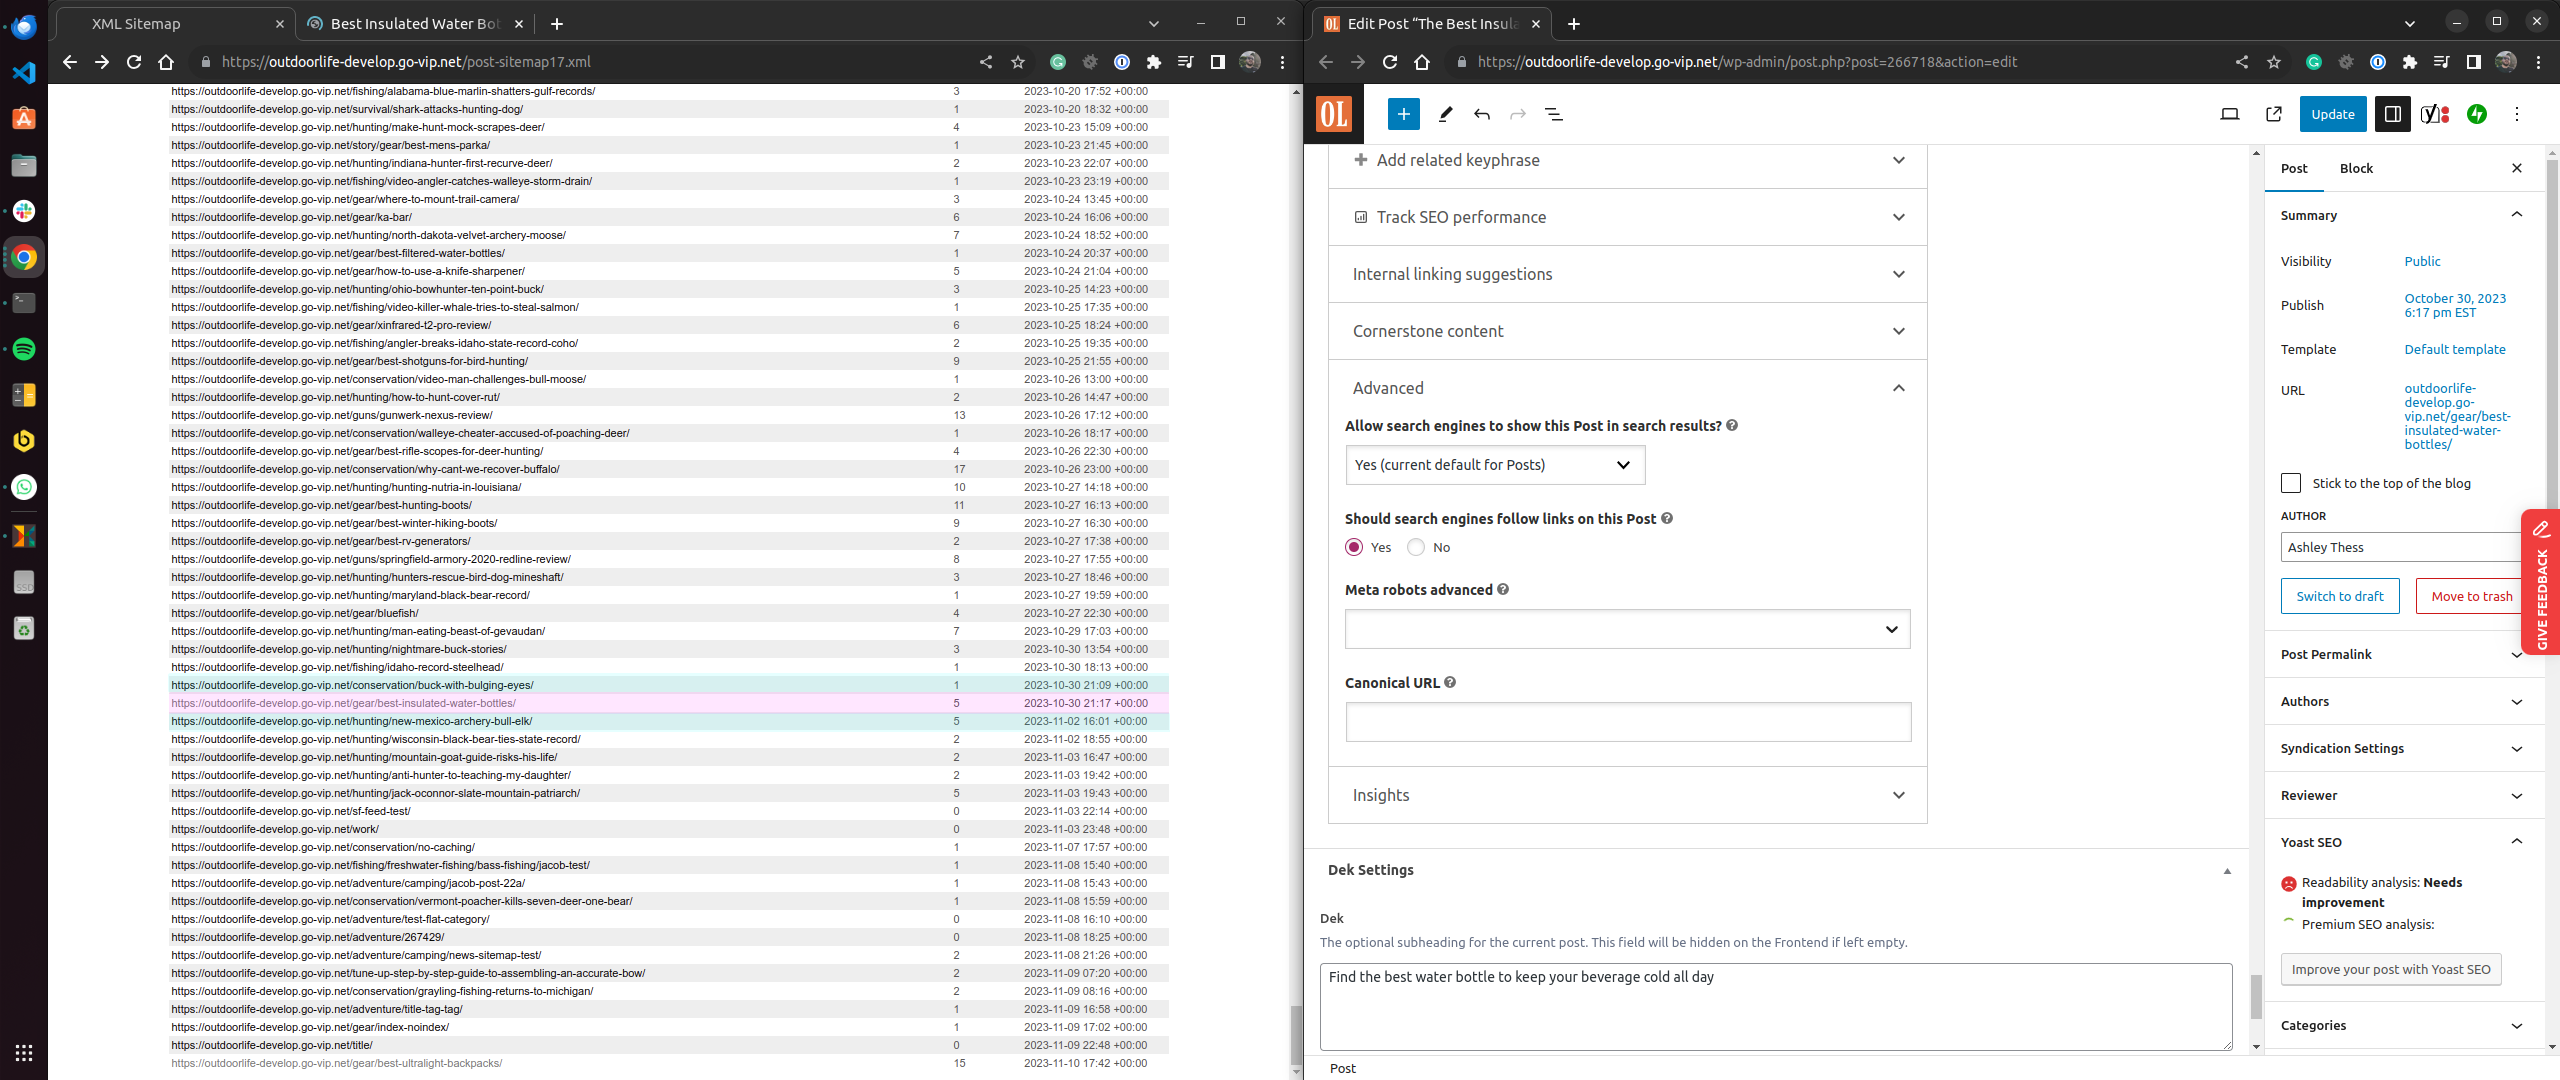 XML Sitemap
Best Insulated Water Bot
https://outdoorlife-develop.go-vip.net/post-sitemap17.xml
https://outdoorlife-develop.go-vip.net/fishing/alabama-blue-marlin-shatters-gulf-records/ 3 2023-10-20 17:52 +00:00
https://outdoorlife-develop.go-vip.net/survival/shark-attacks-hunting-dog/ 1 2023-10-20 18:32 +00:00
https://outdoorlife-develop.go-vip.net/hunting/make-hunt-mock-scrapes-deer/ 4 2023-10-23 15:09 +00:00
https://outdoorlife-develop.go-vip.net/story/gear/best-mens-parka/ 1 2023-10-23 21:45 +00:00
https://outdoorlife-develop.go-vip.net/hunting/indiana-hunter-first-recurve-deer/ 2 2023-10-23 22:07 +00:00
https://outdoorlife-develop.go-vip.net/fishing/video-angler-catches-walleye-storm-drain/ 1 2023-10-23 23:19 +00:00
https://outdoorlife-develop.go-vip.net/gear/where-to-mount-trail-camera/ 3 2023-10-24 13:45 +00:00
https://outdoorlife-develop.go-vip.net/gear/ka-bar/ 6 2023-10-24 16:06 +00:00
https://outdoorlife-develop.go-vip.net/hunting/north-dakota-velvet-archery-moose/ 7 2023-10-24 18:52 +00:00
https://outdoorlife-develop.go-vip.net/gear/best-filtered-water-bottles/ 1 2023-10-24 20:37 +00:00
https://outdoorlife-develop.go-vip.net/gear/how-to-use-a-knife-sharpener/ 5 2023-10-24 21:04 +00:00
https://outdoorlife-develop.go-vip.net/hunting/ohio-bowhunter-ten-point-buck/ 3 2023-10-25 14:23 +00:00
https://outdoorlife-develop.go-vip.net/fishing/video-killer-whale-tries-to-steal-salmon/ 1 2023-10-25 17:35 +00:00
https://outdoorlife-develop.go-vip.net/gear/xinfrared-t2-pro-review/ 6 2023-10-25 18:24 +00:00
https://outdoorlife-develop.go-vip.net/fishing/angler-breaks-idaho-state-record-coho/ 2 2023-10-25 19:35 +00:00
https://outdoorlife-develop.go-vip.net/gear/best-shotguns-for-bird-hunting/ 9 2023-10-25 21:55 +00:00
https://outdoorlife-develop.go-vip.net/conservation/video-man-challenges-bull-moose/ 1 2023-10-26 13:00 +00:00
https://outdoorlife-develop.go-vip.net/hunting/how-to-hunt-cover-rut/ 2 2023-10-26 14:47 +00:00
https://outdoorlife-develop.go-vip.net/guns/gunwerk-nexus-review/ 13 2023-10-26 17:12 +00:00
https://outdoorlife-develop.go-vip.net/conservation/walleye-cheater-accused-of-poaching-deer/ 1 2023-10-26 18:17 +00:00
https://outdoorlife-develop.go-vip.net/gear/best-rifle-scopes-for-deer-hunting/ 4 2023-10-26 22:30 +00:00
https://outdoorlife-develop.go-vip.net/conservation/why-cant-we-recover-buffalo/ 17 2023-10-26 23:00 +00:00
https://outdoorlife-develop.go-vip.net/hunting/hunting-nutria-in-louisiana/ 10 2023-10-27 14:18 +00:00
https://outdoorlife-develop.go-vip.net/gear/best-hunting-boots/ 11 2023-10-27 16:13 +00:00
https://outdoorlife-develop.go-vip.net/gear/best-winter-hiking-boots/ 9 2023-10-27 16:30 +00:00
https://outdoorlife-develop.go-vip.net/gear/best-rv-generators/ 2 2023-10-27 17:38 +00:00
https://outdoorlife-develop.go-vip.net/guns/springfield-armory-2020-redline-review/ 8 2023-10-27 17:55 +00:00
https://outdoorlife-develop.go-vip.net/hunting/hunters-rescue-bird-dog-mineshaft/ 3 2023-10-27 18:46 +00:00
https://outdoorlife-develop.go-vip.net/hunting/maryland-black-bear-record/ 1 2023-10-27 19:59 +00:00
https://outdoorlife-develop.go-vip.net/gear/bluefish/ 4 2023-10-27 22:30 +00:00
https://outdoorlife-develop.go-vip.net/hunting/man-eating-beast-of-gevaudan/ 7 2023-10-29 17:03 +00:00
https://outdoorlife-develop.go-vip.net/hunting/nightmare-buck-stories/ 3 2023-10-30 13:54 +00:00
https://outdoorlife-develop.go-vip.net/fishing/idaho-record-steelhead/ 1 2023-10-30 18:13 +00:00
https://outdoorlife-develop.go-vip.net/conservation/buck-with-bulging-eyes/ 1 2023-10-30 21:09 +00:00
https://outdoorlife-develop.go-vip.net/gear/best-insulated-water-bottles/ 5 2023-10-30 21:17 +00:00
https://outdoorlife-develop.go-vip.net/hunting/new-mexico-archery-bull-elk/ 5 2023-11-02 16:01 +00:00
https://outdoorlife-develop.go-vip.net/hunting/wisconsin-black-bear-ties-state-record/ 2 2023-11-02 18:55 +00:00
https://outdoorlife-develop.go-vip.net/hunting/mountain-goat-guide-risks-his-life/ 2 2023-11-03 16:47 +00:00
https://outdoorlife-develop.go-vip.net/hunting/anti-hunter-to-teaching-my-daughter/ 2 2023-11-03 19:42 +00:00
https://outdoorlife-develop.go-vip.net/hunting/jack-oconnor-slate-mountain-patriarch/ 5 2023-11-03 19:43 +00:00
https://outdoorlife-develop.go-vip.net/sf-feed-test/ 0 2023-11-03 22:14 +00:00
https://outdoorlife-develop.go-vip.net/work/ 0 2023-11-03 23:48 +00:00
https://outdoorlife-develop.go-vip.net/conservation/no-caching/ 1 2023-11-07 17:57 +00:00
https://outdoorlife-develop.go-vip.net/fishing/freshwater-fishing/bass-fishing/jacob-test/ 1 2023-11-08 15:40 +00:00
https://outdoorlife-develop.go-vip.net/adventure/camping/jacob-post-22a/ 1 2023-11-08 15:43 +00:00
https://outdoorlife-develop.go-vip.net/conservation/vermont-poacher-kills-seven-deer-one-bear/ 1 2023-11-08 15:59 +00:00
https://outdoorlife-develop.go-vip.net/adventure/test-flat-category/ 0 2023-11-08 16:10 +00:00
https://outdoorlife-develop.go-vip.net/adventure/267429/ 0 2023-11-08 18:25 +00:00
https://outdoorlife-develop.go-vip.net/adventure/camping/news-sitemap-test/ 2 2023-11-08 21:26 +00:00
https://outdoorlife-develop.go-vip.net/tune-up-step-by-step-guide-to-assembling-an-accurate-bow/ 2 2023-11-09 07:20 +00:00
https://outdoorlife-develop.go-vip.net/conservation/grayling-fishing-returns-to-michigan/ 2 2023-11-09 08:16 +00:00
https://outdoorlife-develop.go-vip.net/adventure/title-tag-tag/ 1 2023-11-09 16:58 +00:00
https://outdoorlife-develop.go-vip.net/gear/index-noindex/ 1 2023-11-09 17:02 +00:00
https://outdoorlife-develop.go-vip.net/title/ 0 2023-11-09 22:48 +00:00
https://outdoorlife-develop.go-vip.net/gear/best-ultralight-backpacks/ 15 2023-11-10 17:42 +00:00
OL Edit Post “The Best Insula
https://outdoorlife-develop.go-vip.net/wp-admin/post.php?post=266718&action=edit
OL
Update
Add related keyphrase
Track SEO performance
Internal linking suggestions
Cornerstone content
Advanced
Allow search engines to show this Post in search results?
Yes (current default for Posts)
Should search engines follow links on this Post
Yes No
Meta robots advanced
Canonical URL
Insights
Dek Settings
Dek
The optional subheading for the current post. This field will be hidden on the Frontend if left empty.
Find the best water bottle to keep your beverage cold all day
Post
Post Block
Summary
Visibility Public
Publish October 30, 2023
6:17 pm EST
Template Default template
URL outdoorlife-
develop.go-
vip.net/gear/best-
insulated-water-
bottles/
Stick to the top of the blog
AUTHOR
Ashley Thess
Switch to draft Move to trash
GIVE FEEDBACK
Post Permalink
Authors
Syndication Settings
Reviewer
Yoast SEO
Readability analysis: Needs
improvement
Premium SEO analysis:
Improve your post with Yoast SEO
Categories
SSD